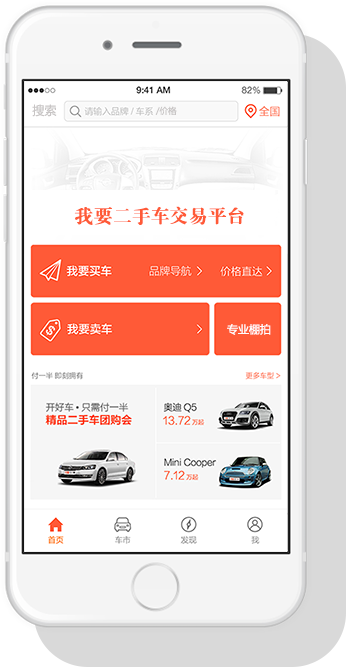 9:41 AM 82%
搜索 请输入品牌 / 车系 /价格 全国
我要二手车交易平台
我要买车 品牌导航 价格直达
我要卖车 专业棚拍
付一半 即刻拥有 更多车型 >
开好车 • 只需付一半
精品二手车团购会
奥迪 Q5
13.72万起
Mini Cooper
7.12万起
首页 车市 发现 我